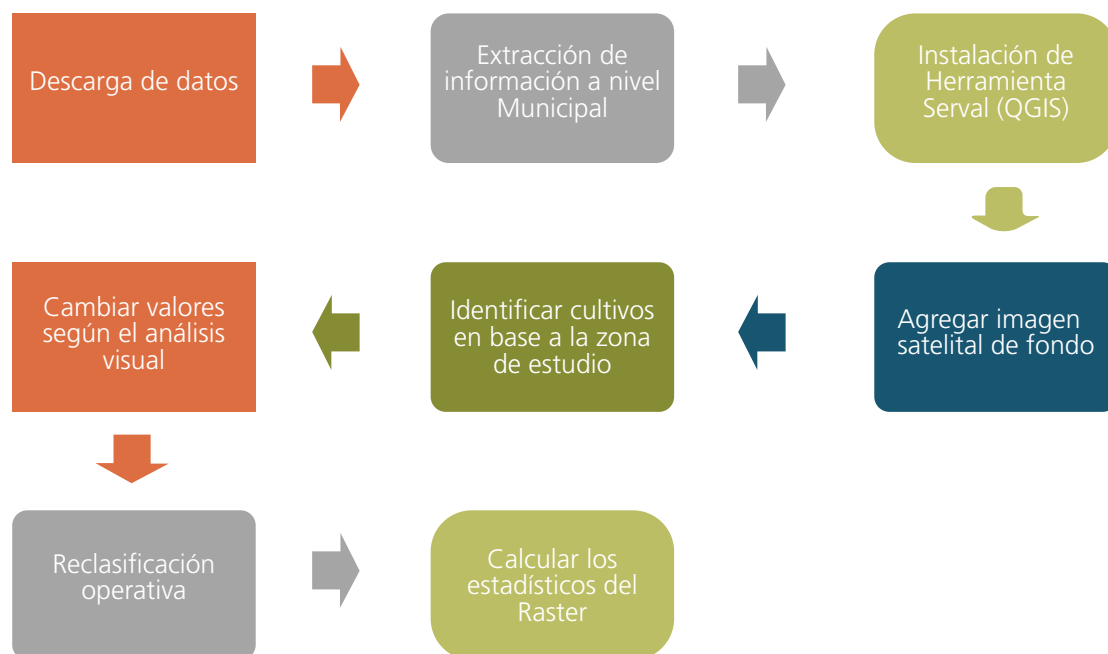 Descarga de datos
Extracción de
información a nivel
Municipal
Instalación de
Herramienta
Serval (QGIS)
Agregar imagen
satelital de fondo
Identificar cultivos
en base a la zona
de estudio
Cambiar valores
según el análisis
visual
Reclasificación
operativa
Calcular los
estadísticos del
Raster